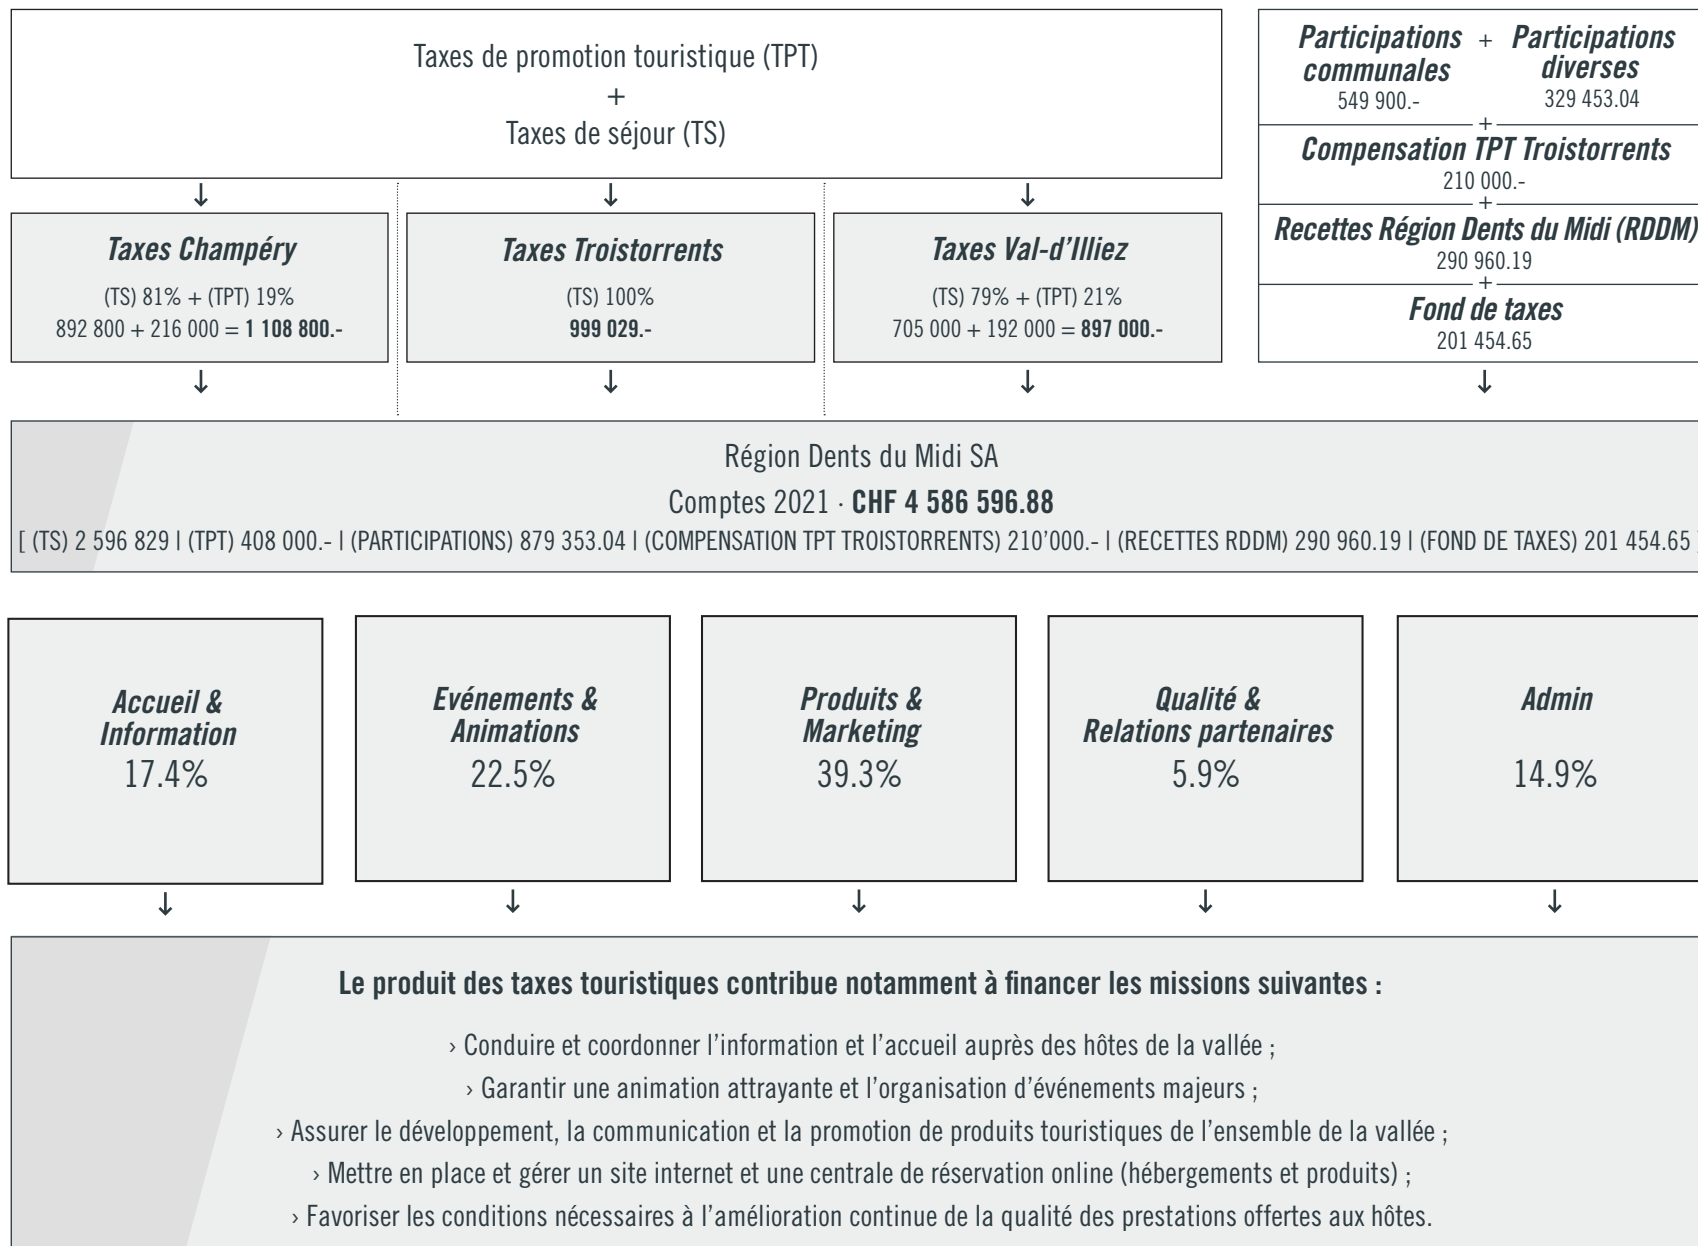 Taxes de promotion touristique (TPT)
+
Taxes de séjour (TS)
Participations communales + Participations diverses
549 900.- 329 453.04
+
Compensation TPT Troistorrents
210 000.-
+
Recettes Région Dents du Midi (RDDM)
290 960.19
+
Fond de taxes
201 454.65
↓ ↓ ↓
Taxes Champéry
(TS) 81% + (TPT) 19%
892 800 + 216 000 = 1 108 800.-
Taxes Troistorrents
(TS) 100%
999 029.-
Taxes Val-d'Illiez
(TS) 79% + (TPT) 21%
705 000 + 192 000 = 897 000.-
↓ ↓ ↓ ↓
Région Dents du Midi SA
Comptes 2021 · CHF 4 586 596.88
[ (TS) 2 596 829 | (TPT) 408 000.- | (PARTICIPATIONS) 879 353.04 | (COMPENSATION TPT TROISTORRENTS) 210’000.- | (RECETTES RDDM) 290 960.19 | (FOND DE TAXES) 201 454.65 ]
Accueil &
Information
17.4%
Evénements &
Animations
22.5%
Produits &
Marketing
39.3%
Qualité &
Relations partenaires
5.9%
Admin
14.9%
↓ ↓ ↓ ↓ ↓
Le produit des taxes touristiques contribue notamment à financer les missions suivantes :
› Conduire et coordonner l’information et l’accueil auprès des hôtes de la vallée ;
› Garantir une animation attrayante et l’organisation d’événements majeurs ;
› Assurer le développement, la communication et la promotion de produits touristiques de l’ensemble de la vallée ;
› Mettre en place et gérer un site internet et une centrale de réservation online (hébergements et produits) ;
› Favoriser les conditions nécessaires à l’amélioration continue de la qualité des prestations offertes aux hôtes.